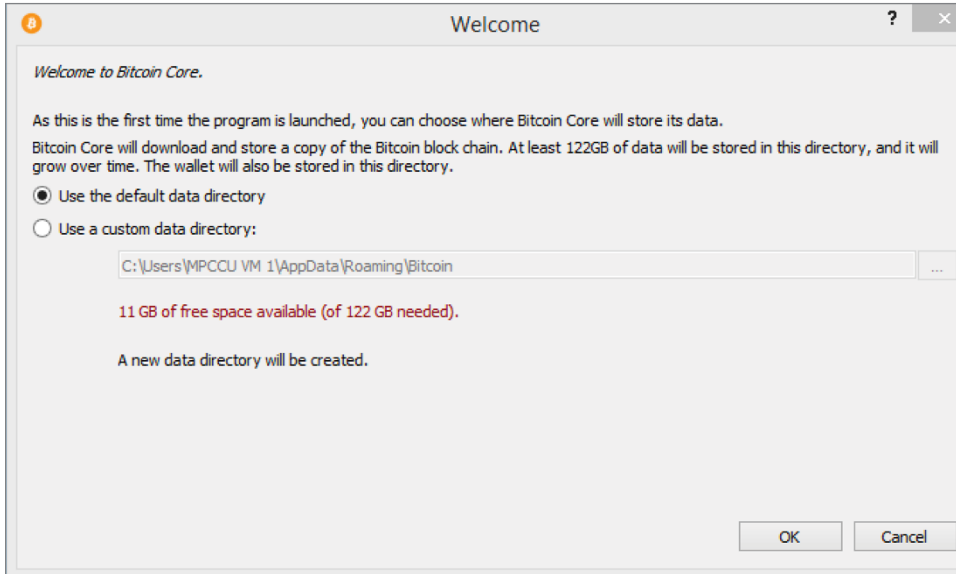 Welcome
?
Welcome to Bitcoin Core.
As this is the first time the program is launched, you can choose where Bitcoin Core will store its data.
Bitcoin Core will download and store a copy of the Bitcoin block chain. At least 122GB of data will be stored in this directory, and it will
grow over time. The wallet will also be stored in this directory.
Use the default data directory
Use a custom data directory:
C:\Users\MPCCU VM 1\AppData\Roaming\Bitcoin
...
11 GB of free space available (of 122 GB needed).
A new data directory will be created.
OK
Cancel